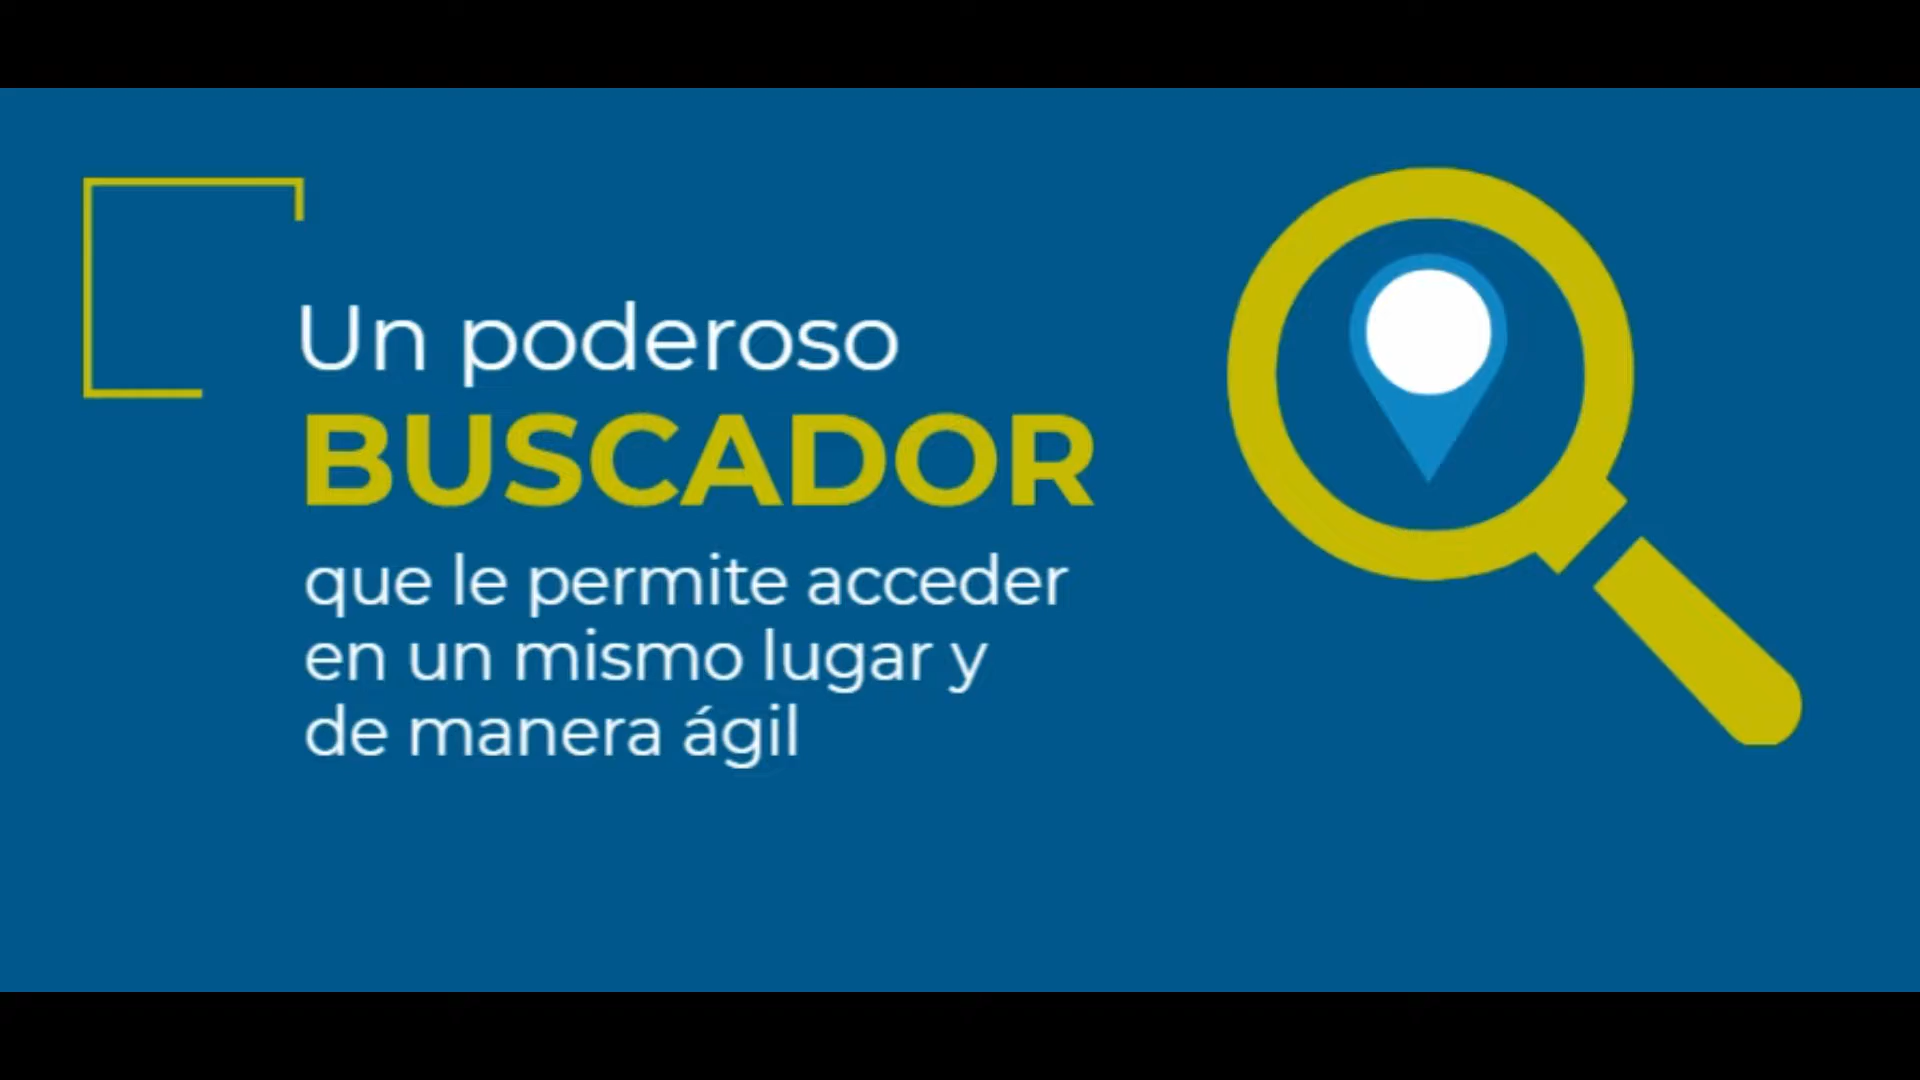 Un poderoso
BUSCADOR
que le permite acceder
en un mismo lugar y
de manera ágil